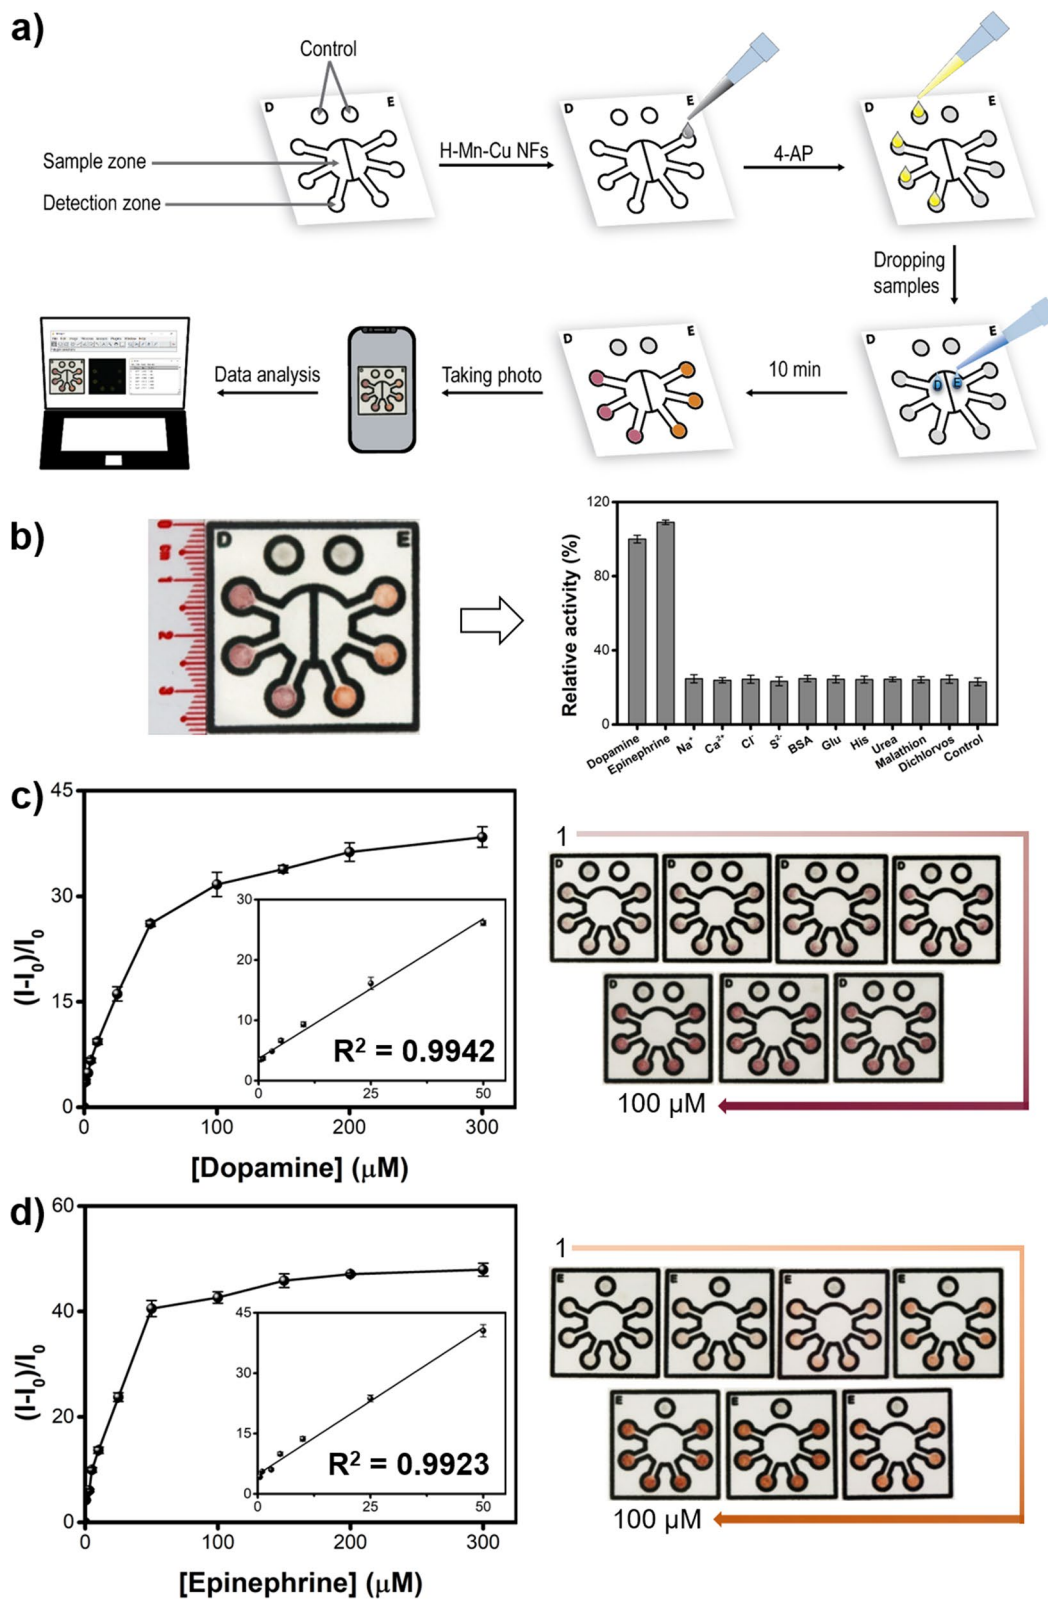 a)
Control
D
E
Sample zone
Detection zone
H-Mn-Cu NFs
4-AP
D
E
D
E
Dropping
samples
D
E
D E
10 min
D
E
Taking photo
Data analysis
b)
0
1
2
3
D
E
Relative activity (%)
120
80
40
0
Dopamine
Epinephrine
Na⁺
Ca²⁺
Cl⁻
S²⁻
BSA
Glu
His
Urea
Malathion
Dichlorvos
Control
c)
(I-I₀)/I₀
45
30
15
0
0
100
200
300
[Dopamine] (μM)
30
20
10
0
0
25
50
R² = 0.9942
1
D
D
D
D
D
D
D
100 μM
d)
(I-I₀)/I₀
60
40
20
0
0
100
200
300
[Epinephrine] (μM)
45
30
15
0
0
25
50
R² = 0.9923
1
E
E
E
E
E
E
E
100 μM